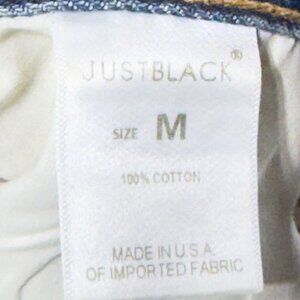 JUSTBLACK®
SIZE M
100% COTTON
MADE IN U.S.A
OF IMPORTED FABRIC